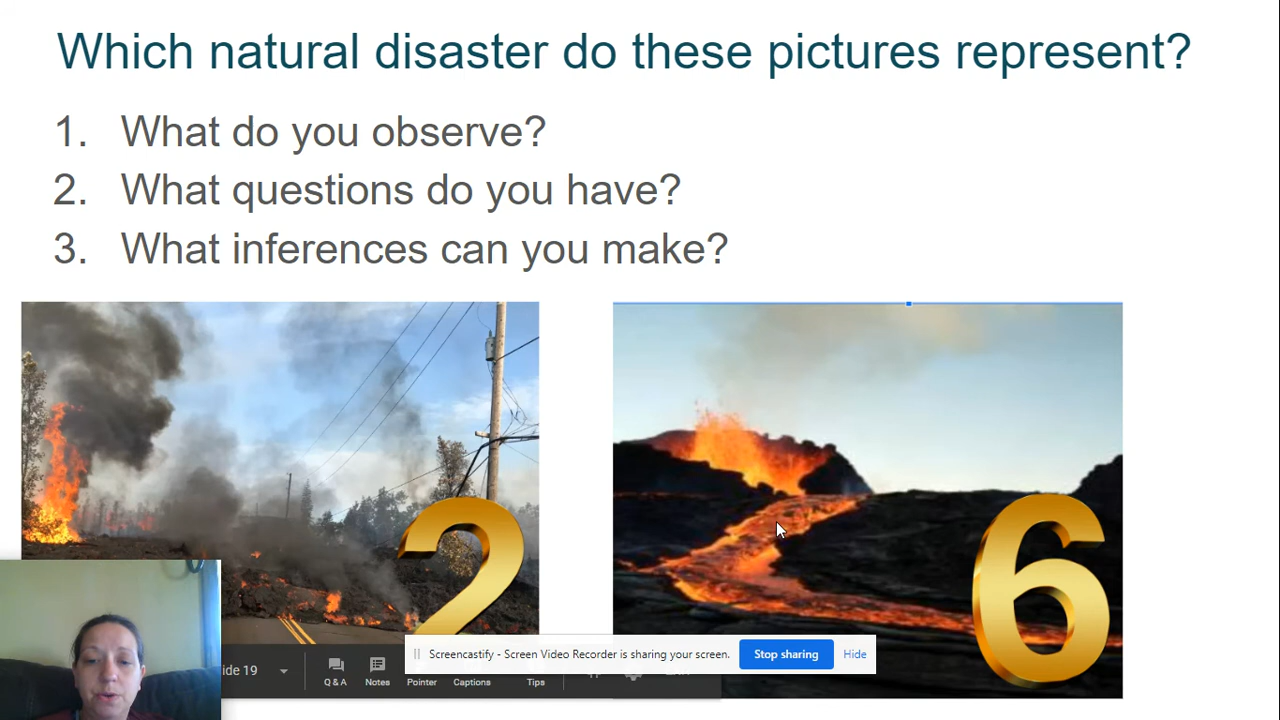 Which natural disaster do these pictures represent?
1. What do you observe?
2. What questions do you have?
3. What inferences can you make?
2
6
Screencastify - Screen Video Recorder is sharing your screen.
Stop sharing
Hide
ide 19
Q & A
Notes
Pointer
Captions
Tips